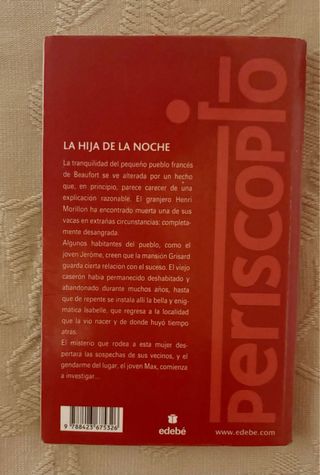 periscopio
LA HIJA DE LA NOCHE
La tranquilidad del pequeño pueblo francés
de Beaufort se ve alterada por un hecho
que, en principio, parece carecer de una
explicación razonable. El granjero Henri
Morillon ha encontrado muerta una de sus
vacas en extrañas circunstancias: completa-
mente desangrada.
Algunos habitantes del pueblo, como el
joven Jerôme, creen que la mansión Grisard
guarda cierta relación con el suceso. El viejo
caserón había permanecido deshabitado y
abandonado durante muchos años, hasta
que de repente se instala allí la bella y enig-
mática Isabelle, que regresa a la localidad
que la vio nacer y de donde huyó tiempo
atrás.
El misterio que rodea a esta mujer des-
pertará las sospechas de sus vecinos, y el
gendarme del lugar, el joven Max, comienza
a investigar...
9 788423 675326
edebé
www.edebe.com